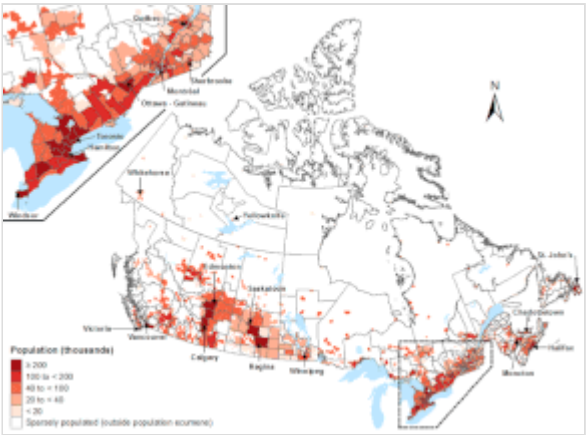 Québec
Sherbrooke
Montréal
Ottawa - Gatineau
Toronto
Hamilton
Windsor
N
Whitehorse
Yellowknife
St. John's
Edmonton
Saskatoon
Charlottetown
Victoria
Vancouver
Halifax
Calgary
Regina
Winnipeg
Moncton
Population (thousands)
≥ 200
100 to < 200
40 to < 100
20 to < 40
< 20
Sparsely populated (outside population ecumene)